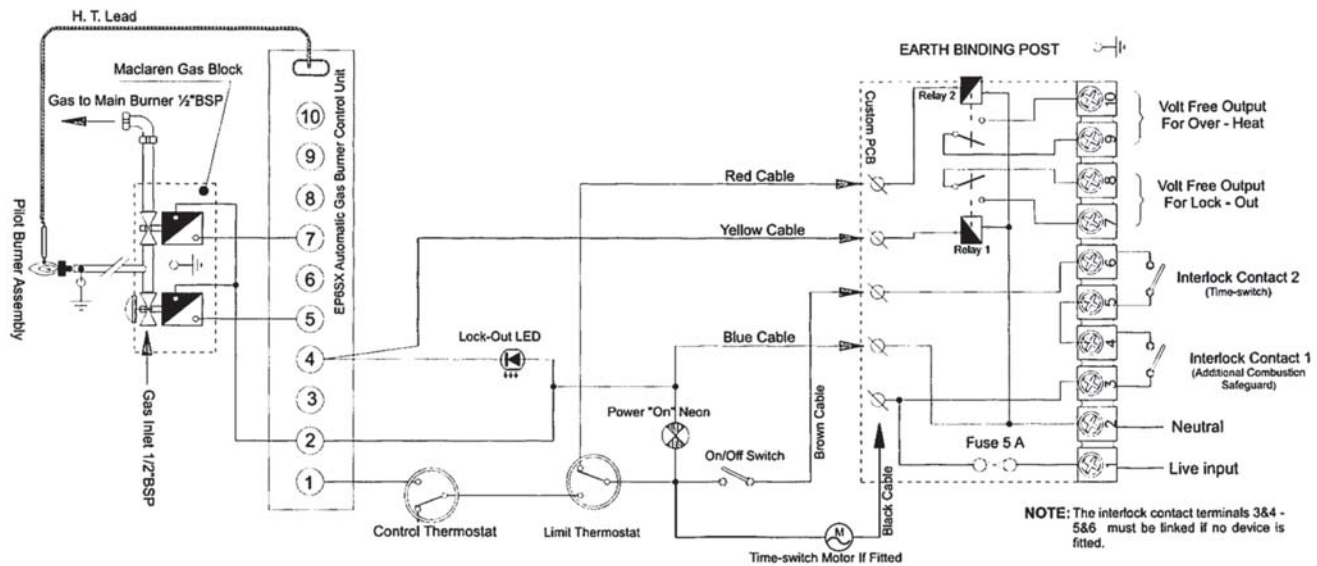 H. T. Lead
Maclaren Gas Block
Gas to Main Burner ½"BSP
Pilot Burner Assembly
Gas Inlet 1/2"BSP
EP6SX Automatic Gas Burner Control Unit
10
9
8
7
6
5
4
3
2
1
Lock-Out LED
Power "On" Neon
On/Off Switch
Control Thermostat
Limit Thermostat
M
Time-switch Motor If Fitted
Red Cable
Yellow Cable
Blue Cable
Brown Cable
Black Cable
EARTH BINDING POST
Custom PCB
Relay 2
Relay 1
Fuse 5 A
10
9
8
7
6
5
4
3
2
Volt Free Output
For Over - Heat
Volt Free Output
For Lock - Out
Interlock Contact 2
(Time-switch)
Interlock Contact 1
(Additional Combustion
Safeguard)
Neutral
Live input
NOTE: The interlock contact terminals 3&4 -
5&6 must be linked if no device is
fitted.